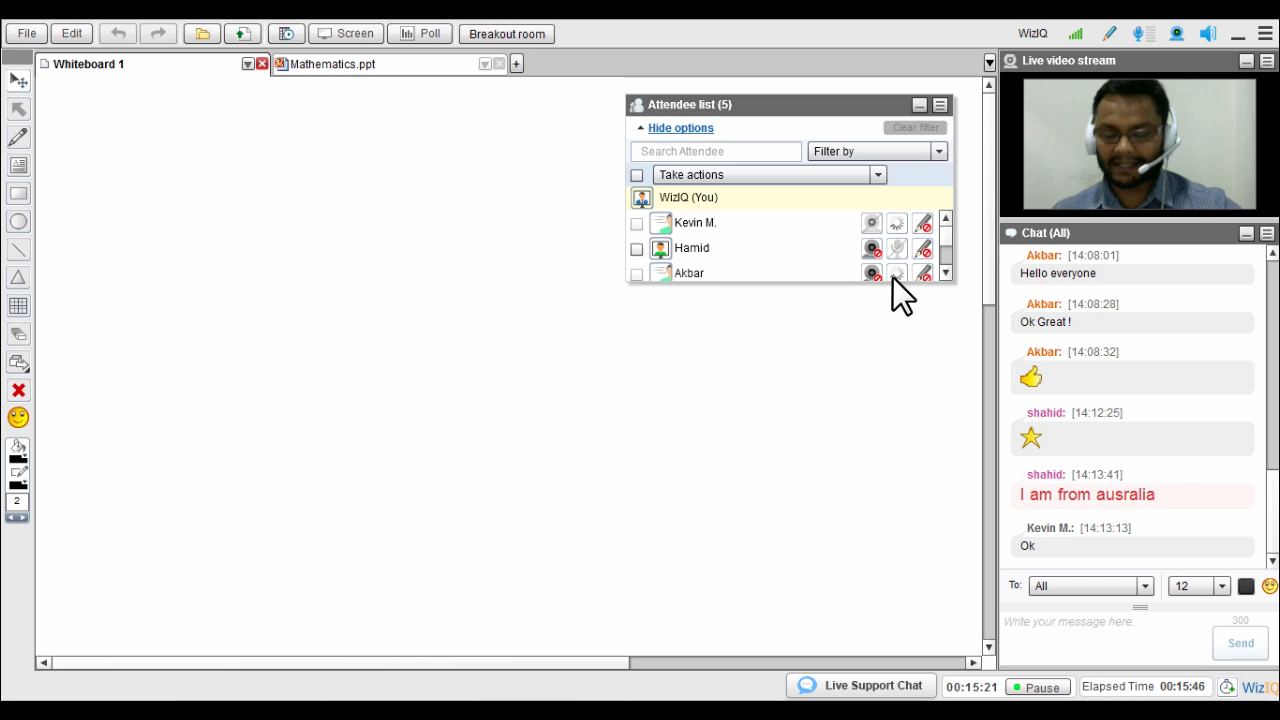 File
Edit
Screen
Poll
Breakout room
WizIQ
Whiteboard 1
Mathematics.ppt
+
Live video stream
Attendee list (5)
Hide options
Clear filter
Search Attendee
Filter by
Take actions
WizIQ (You)
Kevin M.
Hamid
Akbar
Chat (All)
Akbar: [14:08:01]
Hello everyone
Akbar: [14:08:28]
Ok Great !
Akbar: [14:08:32]
shahid: [14:12:25]
shahid: [14:13:41]
I am from ausralia
Kevin M.: [14:13:13]
Ok
To: All 12
Write your message here. 300
Send
2
Live Support Chat
00:15:21
Pause
Elapsed Time 00:15:46
WizIQ